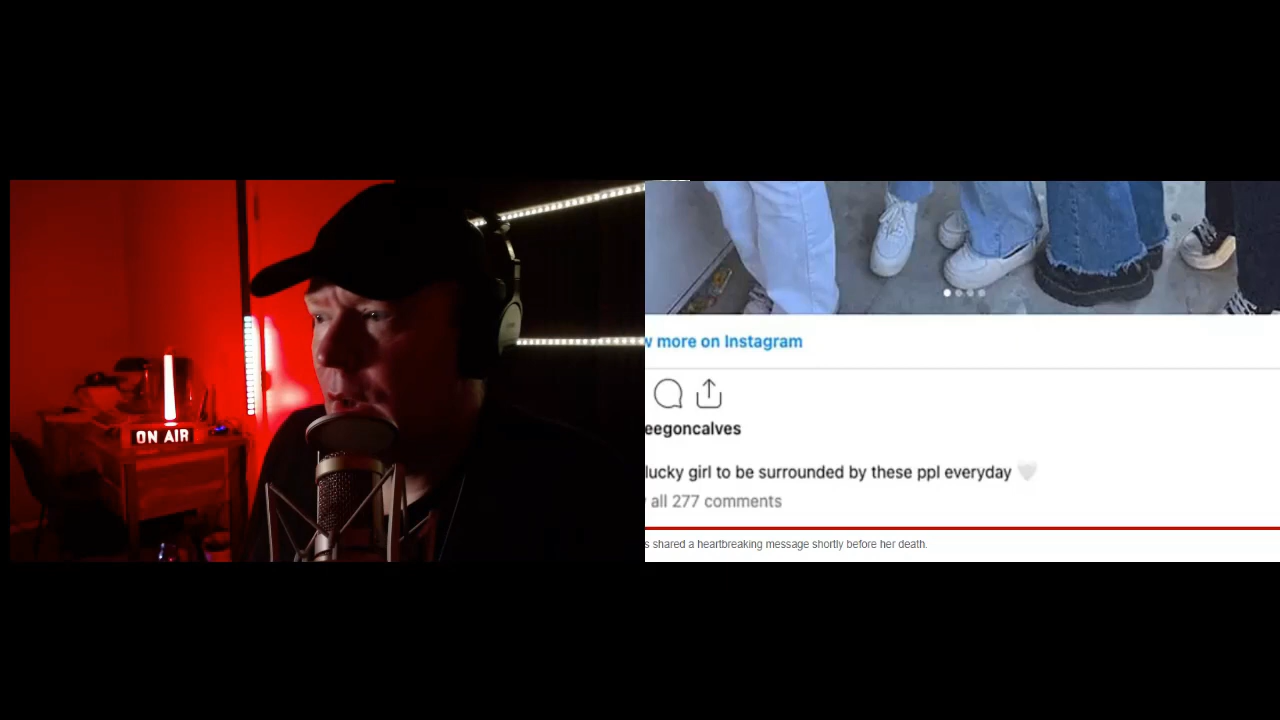 ON AIR
w more on Instagram
eegoncalves
lucky girl to be surrounded by these ppl everyday 🤍
all 277 comments
s shared a heartbreaking message shortly before her death.